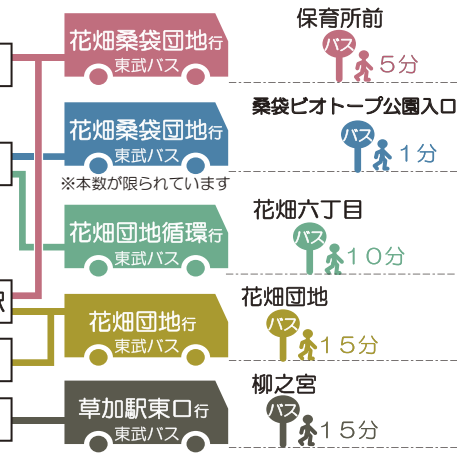 保育所前
花畑桑袋団地行
東武バス
バス
5分
桑袋ビオトープ公園入口
花畑桑袋団地行
東武バス
バス
1分
※本数が限られています
花畑六丁目
花畑団地循環行
東武バス
バス
10分
花畑団地
花畑団地行
東武バス
バス
15分
駅
柳之宮
草加駅東口行
東武バス
バス
15分